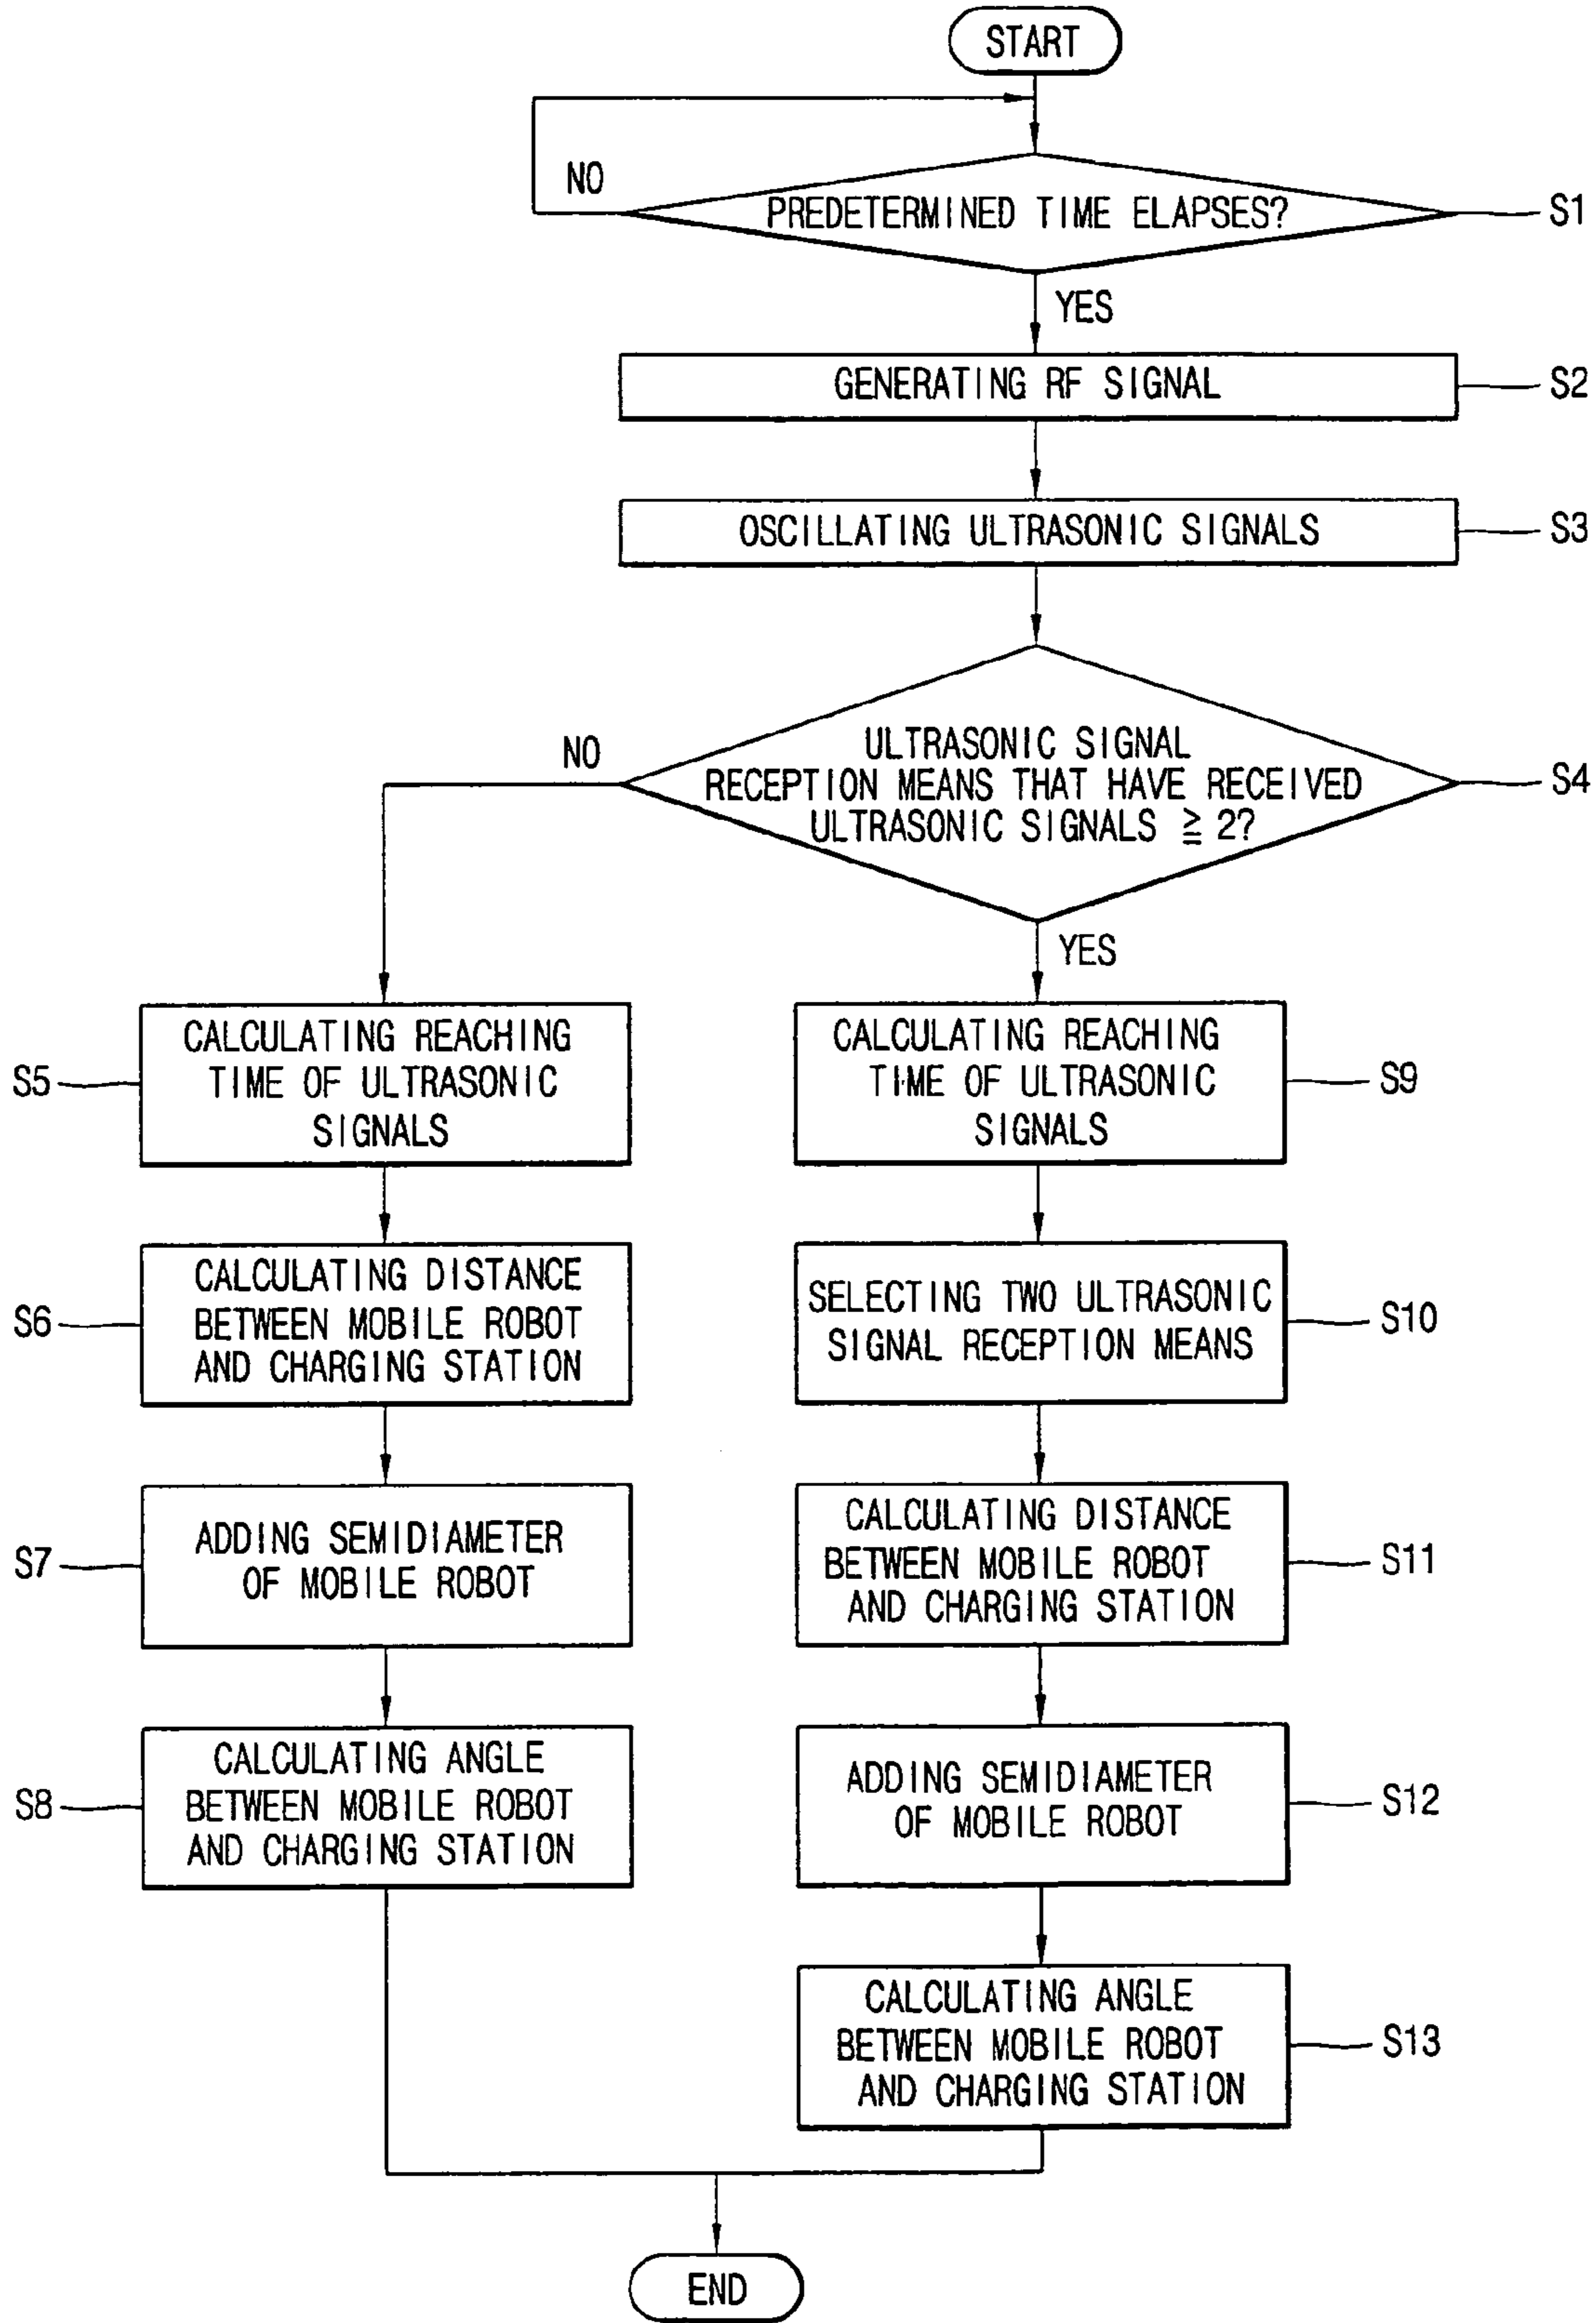 START
NO
PREDETERMINED TIME ELAPSES?
S1
YES
GENERATING RF SIGNAL
S2
OSCILLATING ULTRASONIC SIGNALS
S3
NO
ULTRASONIC SIGNAL
RECEPTION MEANS THAT HAVE RECEIVED
ULTRASONIC SIGNALS ≧ 2?
S4
YES
S5
CALCULATING REACHING
TIME OF ULTRASONIC
SIGNALS
CALCULATING REACHING
TIME OF ULTRASONIC
SIGNALS
S9
S6
CALCULATING DISTANCE
BETWEEN MOBILE ROBOT
AND CHARGING STATION
SELECTING TWO ULTRASONIC
SIGNAL RECEPTION MEANS
S10
S7
ADDING SEMIDIAMETER
OF MOBILE ROBOT
CALCULATING DISTANCE
BETWEEN MOBILE ROBOT
AND CHARGING STATION
S11
S8
CALCULATING ANGLE
BETWEEN MOBILE ROBOT
AND CHARGING STATION
ADDING SEMIDIAMETER
OF MOBILE ROBOT
S12
CALCULATING ANGLE
BETWEEN MOBILE ROBOT
AND CHARGING STATION
S13
END